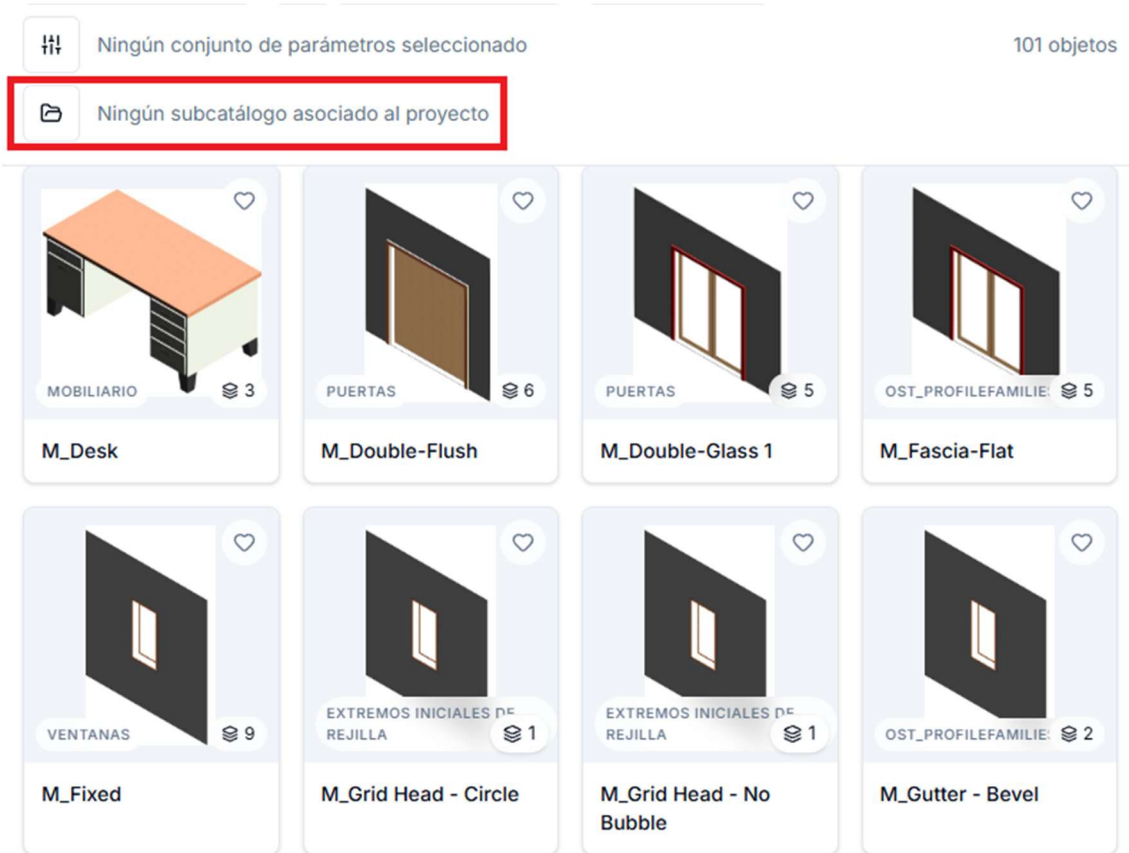 Ningún conjunto de parámetros seleccionado
101 objetos
Ningún subcatálogo asociado al proyecto
MOBILIARIO
3
PUERTAS
6
PUERTAS
5
OST_PROFILEFAMILIE
5
M_Desk
M_Double-Flush
M_Double-Glass 1
M_Fascia-Flat
VENTANAS
9
EXTREMOS INICIALES DE
REJILLA
1
EXTREMOS INICIALES DE
REJILLA
1
OST_PROFILEFAMILIE
2
M_Fixed
M_Grid Head - Circle
M_Grid Head - No
Bubble
M_Gutter - Bevel